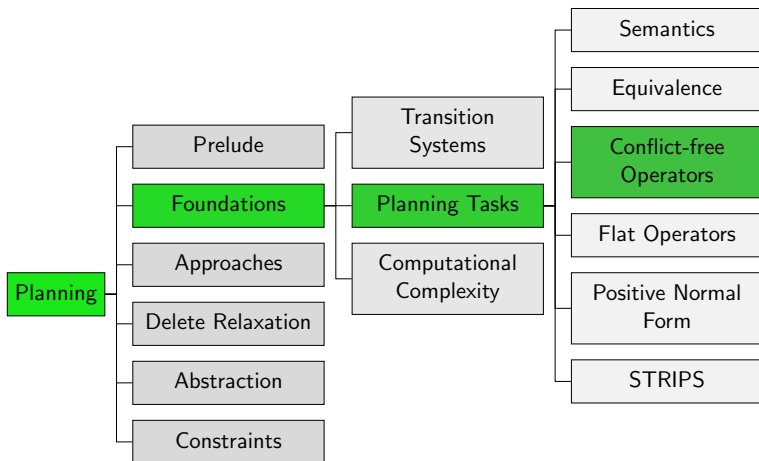 Planning
Prelude
Foundations
Approaches
Delete Relaxation
Abstraction
Constraints
Transition
Systems
Planning Tasks
Computational
Complexity
Semantics
Equivalence
Conflict-free
Operators
Flat Operators
Positive Normal
Form
STRIPS